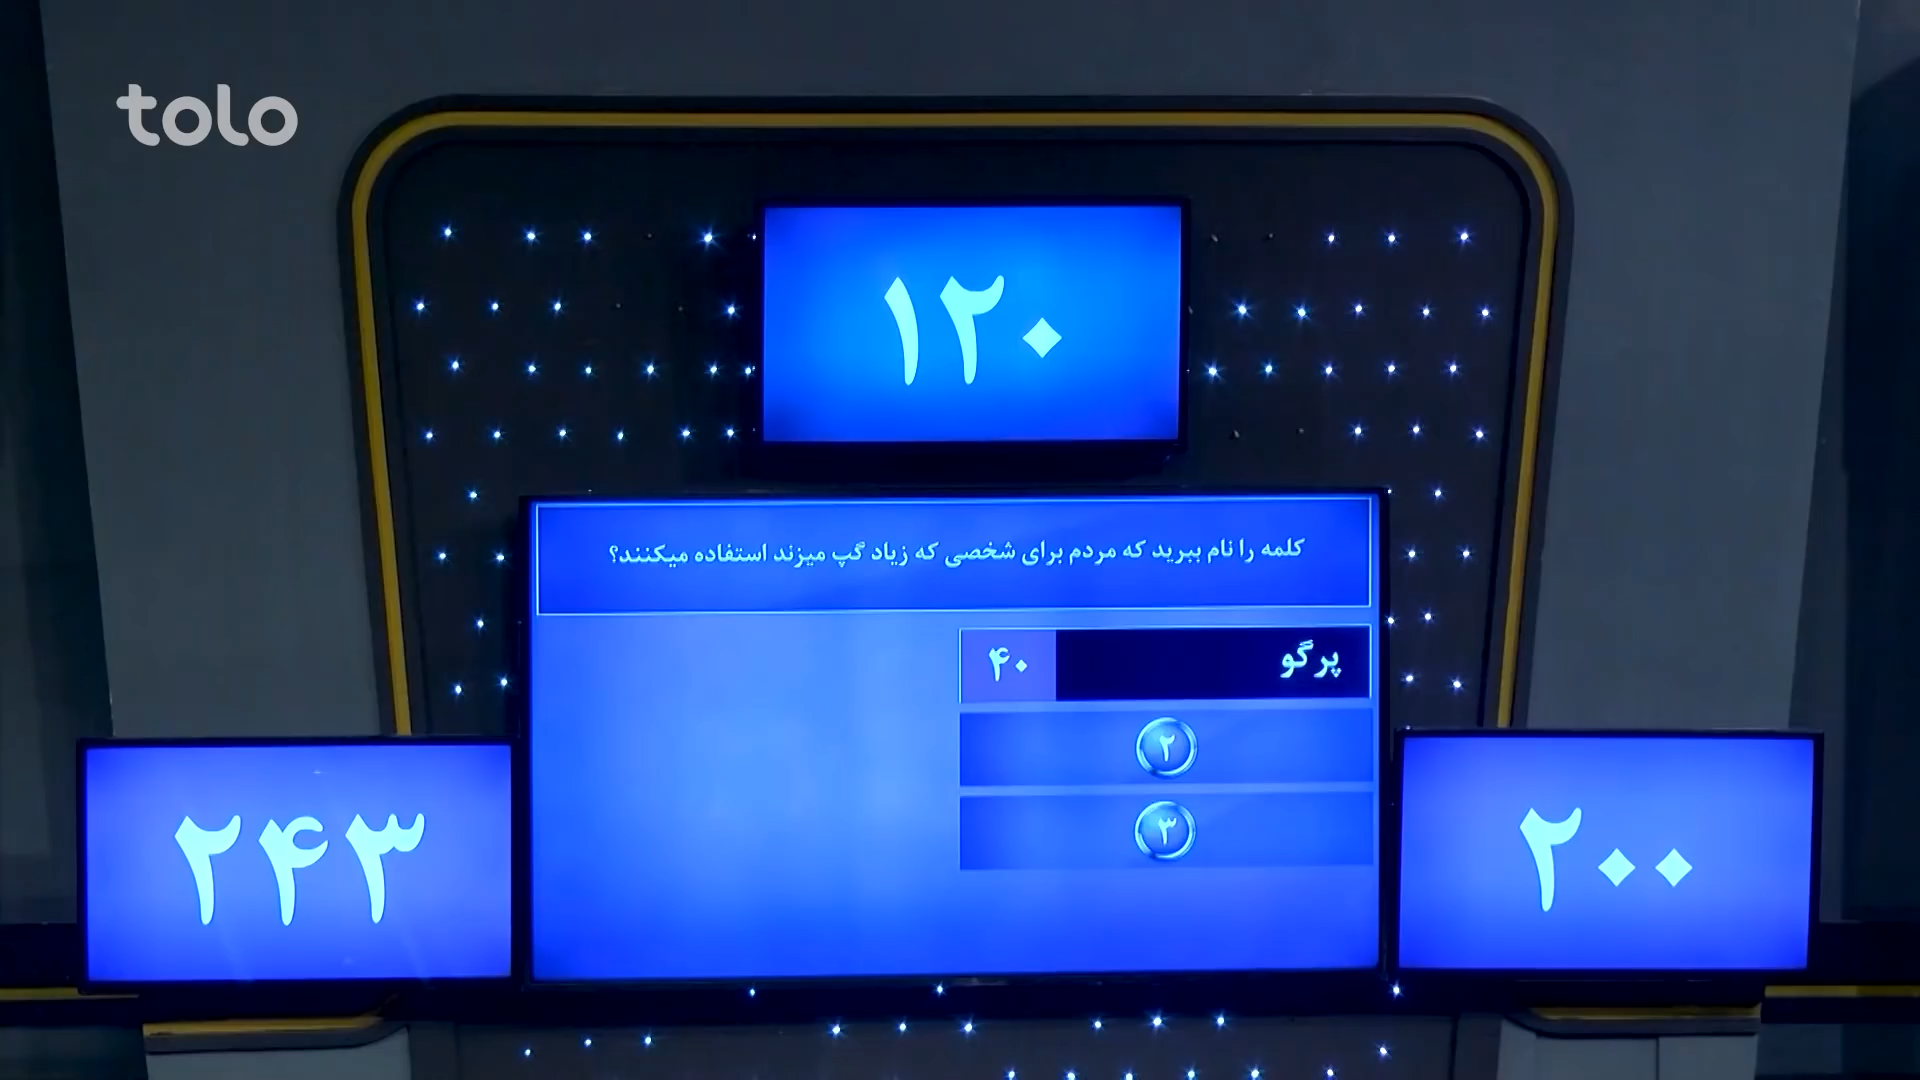 tolo
۱۲۰
کلمه را نام ببرید که مردم برای شخصی که زیاد گپ میزند استفاده میکنند؟
پرگو ۴۰
۲
۳
۲۴۳
۲۰۰